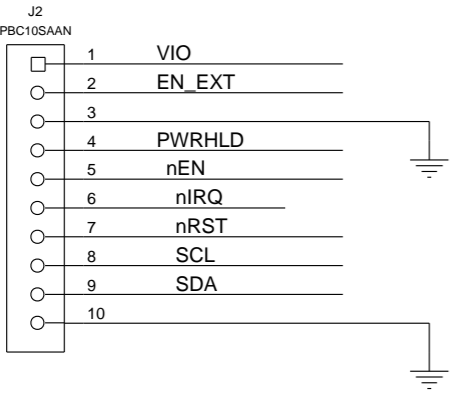 J2
PBC10SAAN
1 VIO
2 EN_EXT
3
4 PWRHLD
5 nEN
6 nIRQ
7 nRST
8 SCL
9 SDA
10